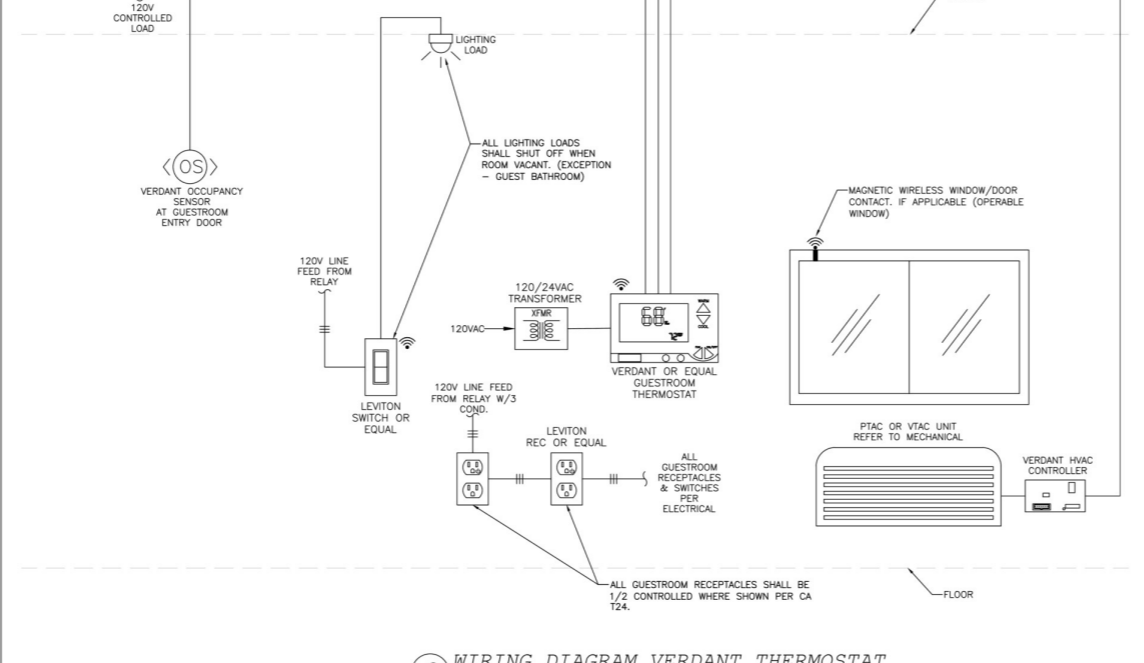 120V
CONTROLLED
LOAD
LIGHTING
LOAD
ALL LIGHTING LOADS
SHALL SHUT OFF WHEN
ROOM VACANT. (EXCEPTION
– GUEST BATHROOM)
OS
VERDANT OCCUPANCY
SENSOR
AT GUESTROOM
ENTRY DOOR
MAGNETIC WIRELESS WINDOW/DOOR
CONTACT. IF APPLICABLE (OPERABLE
WINDOW)
120V LINE
FEED FROM
RELAY
120/24VAC
TRANSFORMER
XFMR
120VAC
68
WARM
COOL
VERDANT OR EQUAL
GUESTROOM
THERMOSTAT
LEVITON
SWITCH OR
EQUAL
120V LINE FEED
FROM RELAY W/3
COND.
LEVITON
REC OR EQUAL
ALL
GUESTROOM
RECEPTACLES
& SWITCHES
PER
ELECTRICAL
PTAC OR VTAC UNIT
REFER TO MECHANICAL
VERDANT HVAC
CONTROLLER
ALL GUESTROOM RECEPTACLES SHALL BE
1/2 CONTROLLED WHERE SHOWN PER CA
T24.
FLOOR
WIRING DIAGRAM VERDANT THERMOSTAT